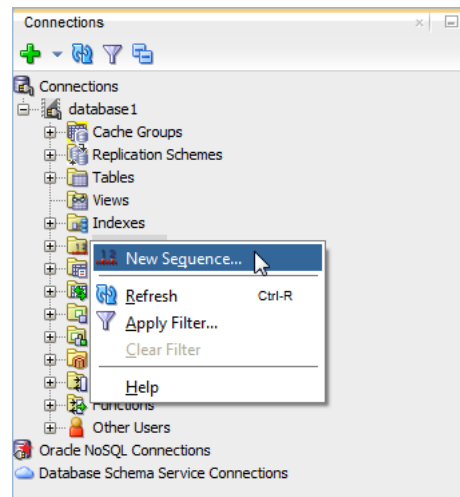 Connections
Connections
database1
Cache Groups
Replication Schemes
Tables
Views
Indexes
New Sequence...
Refresh Ctrl-R
Apply Filter...
Clear Filter
Help
Functions
Other Users
Oracle NoSQL Connections
Database Schema Service Connections